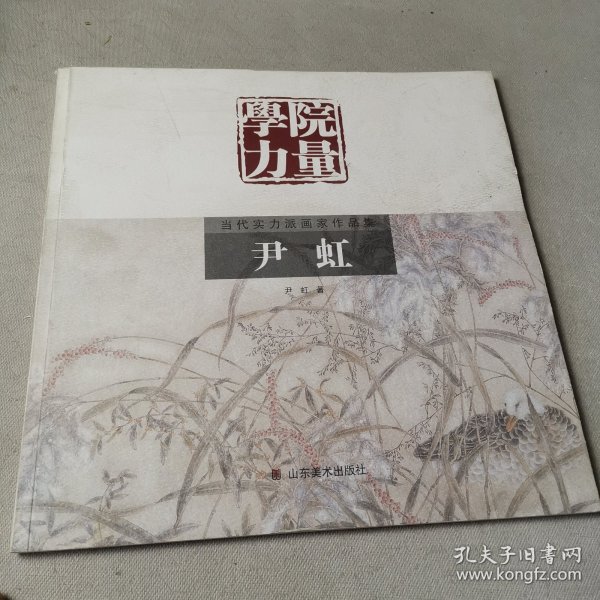 學院
力量
当代实力派画家作品集
尹虹
尹虹 著
山东美术出版社
孔夫子旧书网
www.kongfz.com